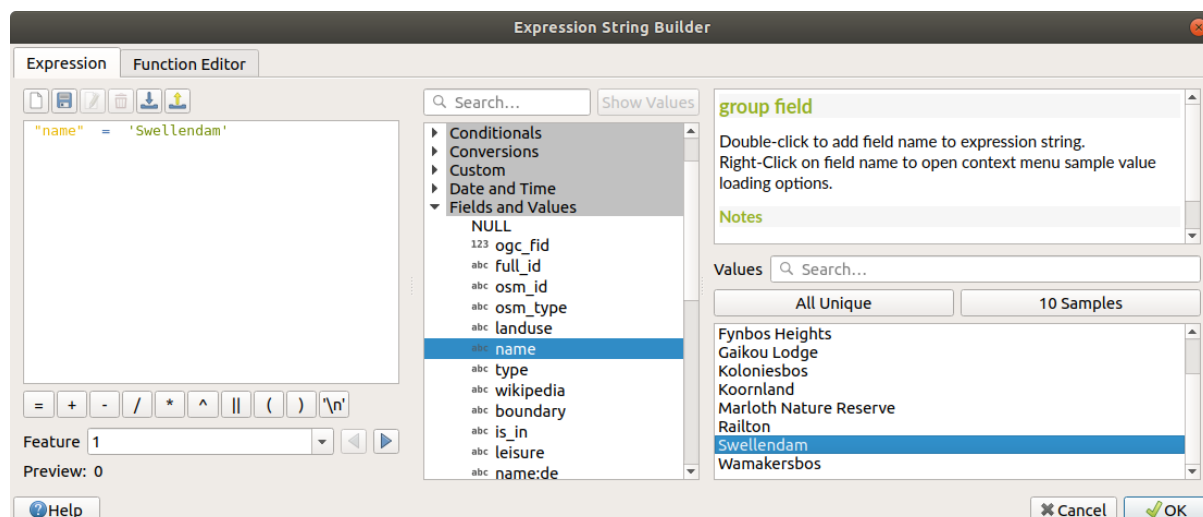 Expression String Builder
Expression
Function Editor
Search...
Show Values
"name" = 'Swellendam'
Conditionals
Conversions
Custom
Date and Time
Fields and Values
NULL
123 ogc_fid
abc full_id
abc osm_id
abc osm_type
abc landuse
abc name
abc type
abc wikipedia
abc boundary
abc is_in
abc leisure
abc name:de
= + - / * ^ || ( ) '\n'
Feature 1
Preview: 0
group field
Double-click to add field name to expression string.
Right-Click on field name to open context menu sample value
loading options.
Notes
Values Search...
All Unique
10 Samples
Fynbos Heights
Gaikou Lodge
Koloniesbos
Koornland
Marloth Nature Reserve
Railton
Swellendam
Wamakersbos
?Help
Cancel
OK